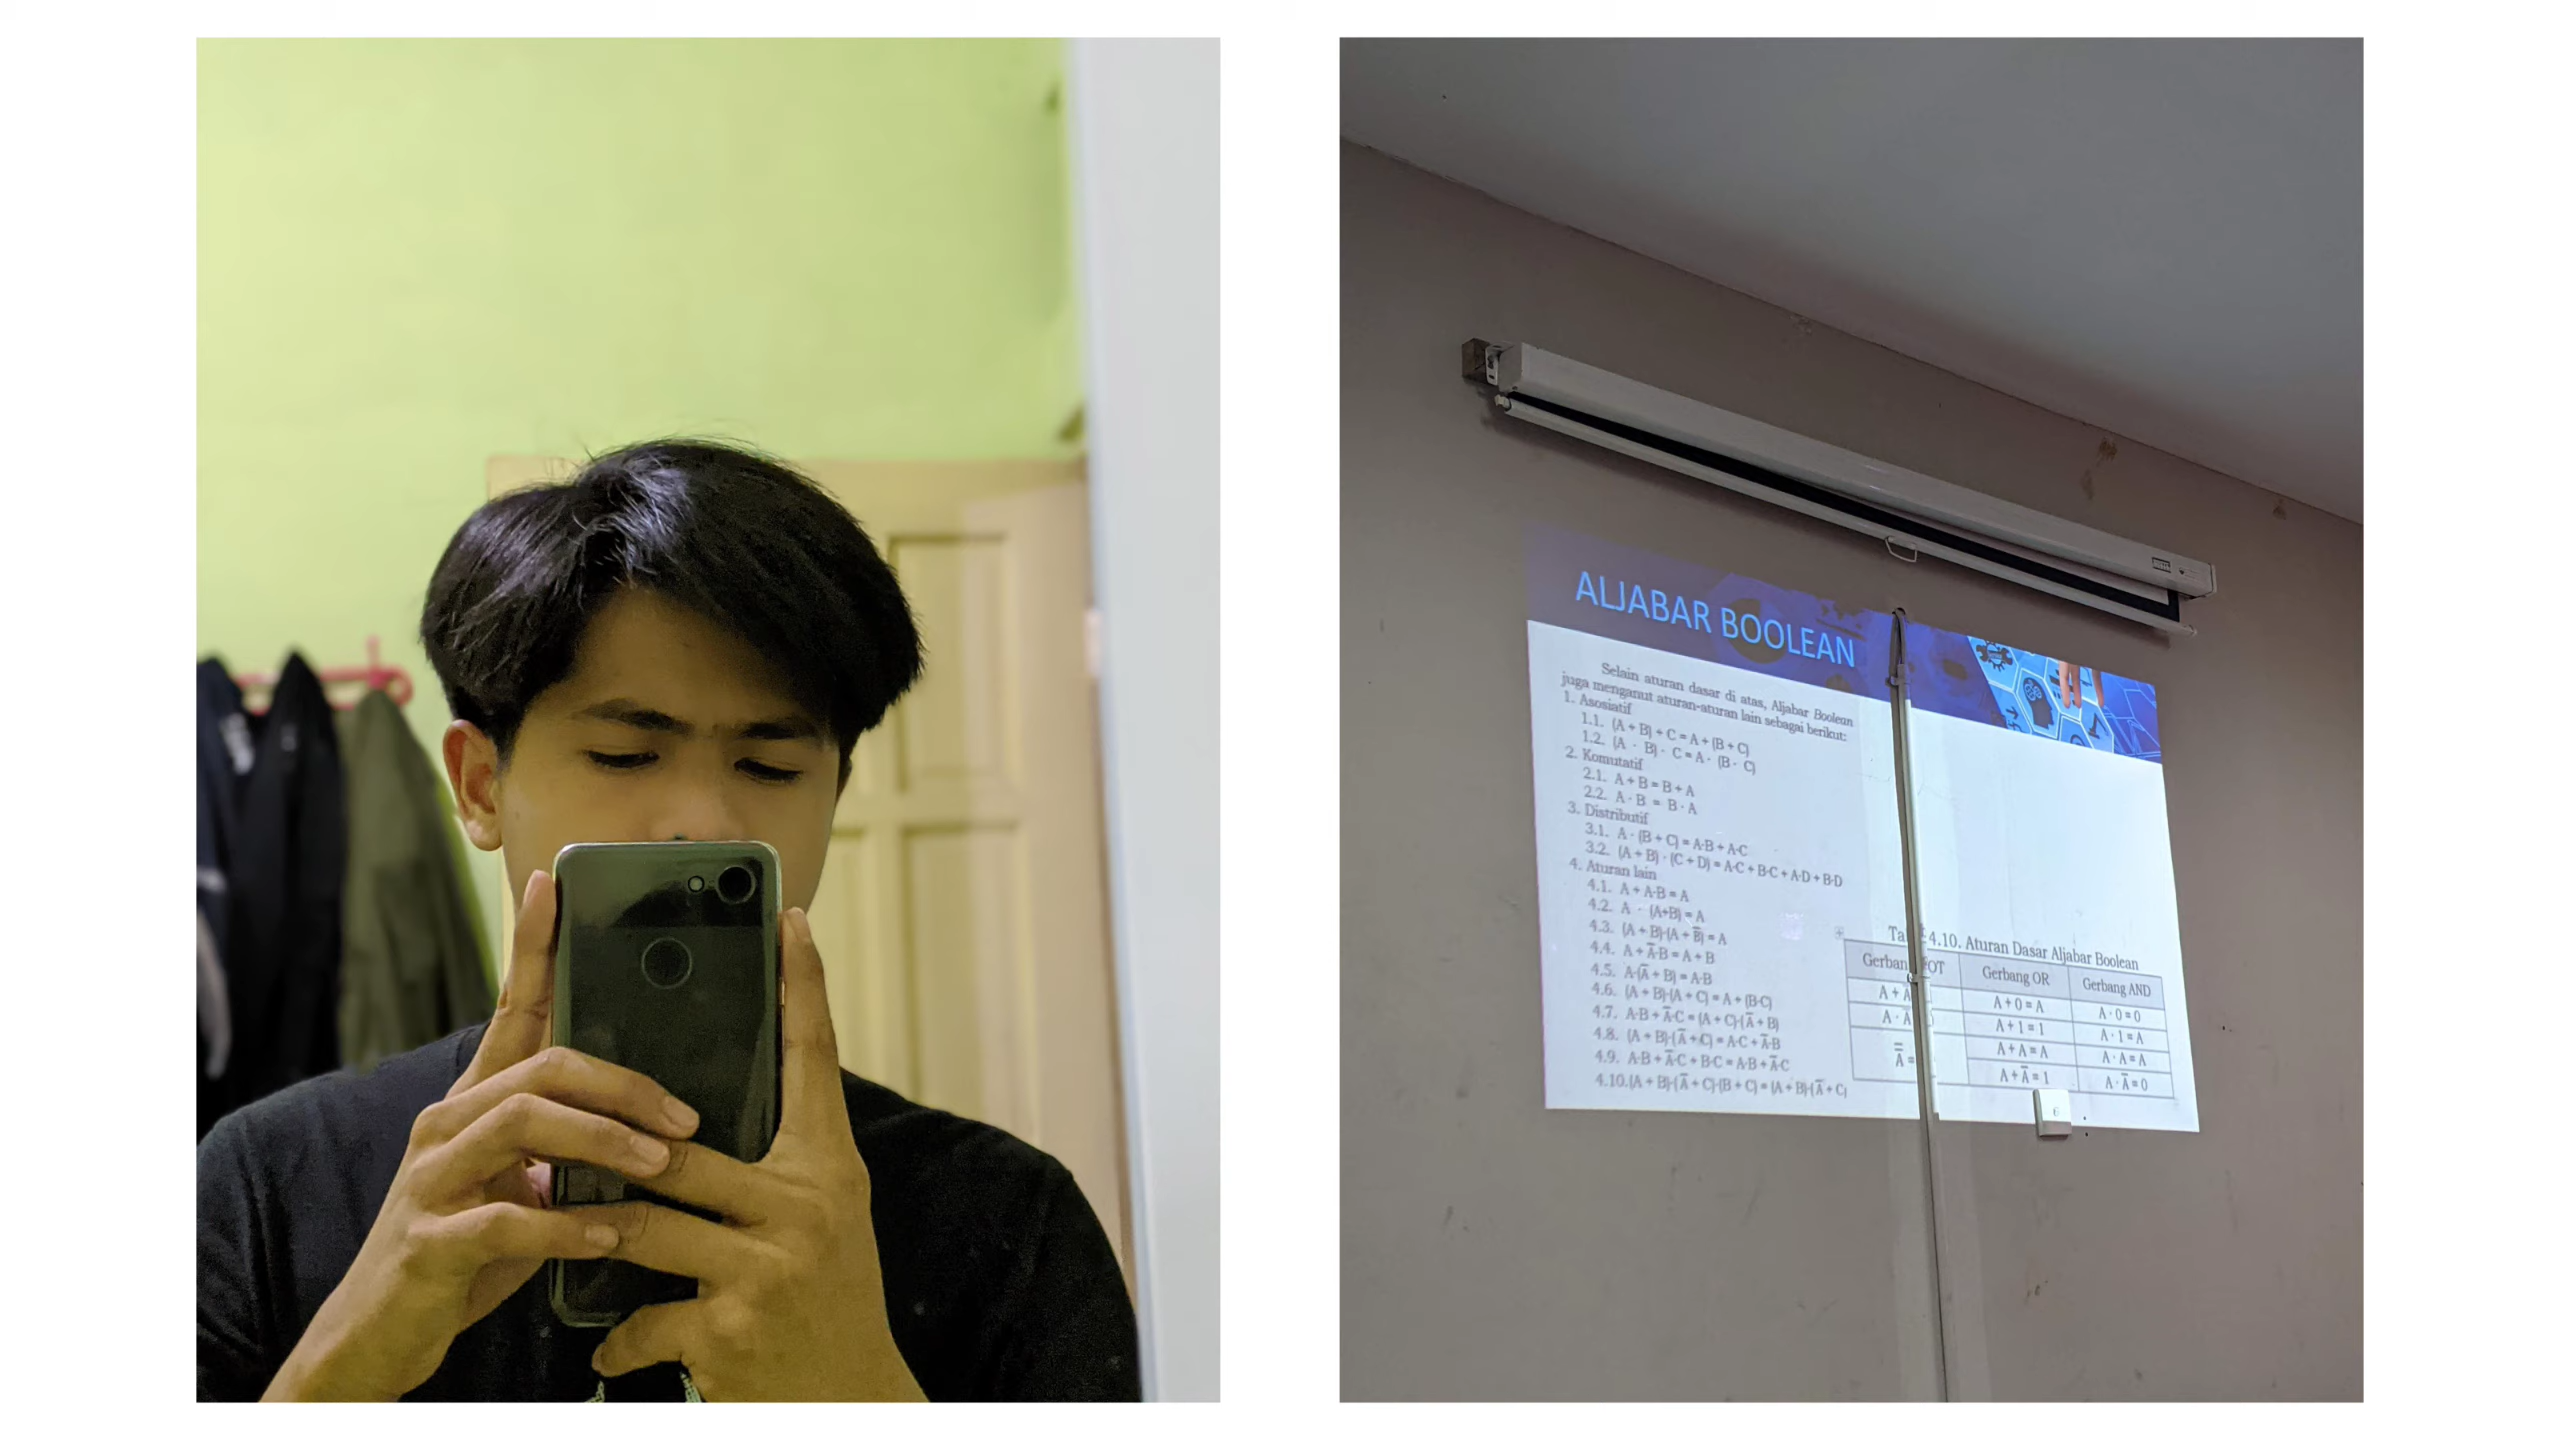 ALJABAR BOOLEAN
Selain aturan dasar di atas, Aljabar Boolean
juga menganut aturan-aturan lain sebagai berikut:
1. Asosiatif
1.1. (A + B) + C = A + (B + C)
1.2. (A · B) · C = A · (B · C)
2. Komutatif
2.1. A + B = B + A
2.2. A · B = B · A
3. Distributif
3.1. A · (B + C) = A·B + A·C
3.2. (A + B) · (C + D) = A·C + B·C + A·D + B·D
4. Aturan lain
4.1. A + A·B = A
4.2. A · (A+B) = A
4.3. (A + B)·(A + B̅) = A
4.4. A + A̅·B = A + B
4.5. A·(A̅ + B) = A·B
4.6. (A + B)·(A + C) = A + (B·C)
4.7. A·B + A̅·C = (A + C)·(A̅ + B)
4.8. (A + B)·(A̅ + C) = A·C + A̅·B
4.9. A·B + A̅·C + B·C = A·B + A̅·C
4.10.(A + B)·(A̅ + C)·(B + C) = (A + B)·(A̅ + C)
4.10. Aturan Dasar Aljabar Boolean
Gerbang OR Gerbang AND
A + A + 0 = A A · 0 = 0
A · A + 1 = 1 A · 1 = A
A̿ = A + A = A A · A = A
A + A̅ = 1 A · A̅ = 0
6